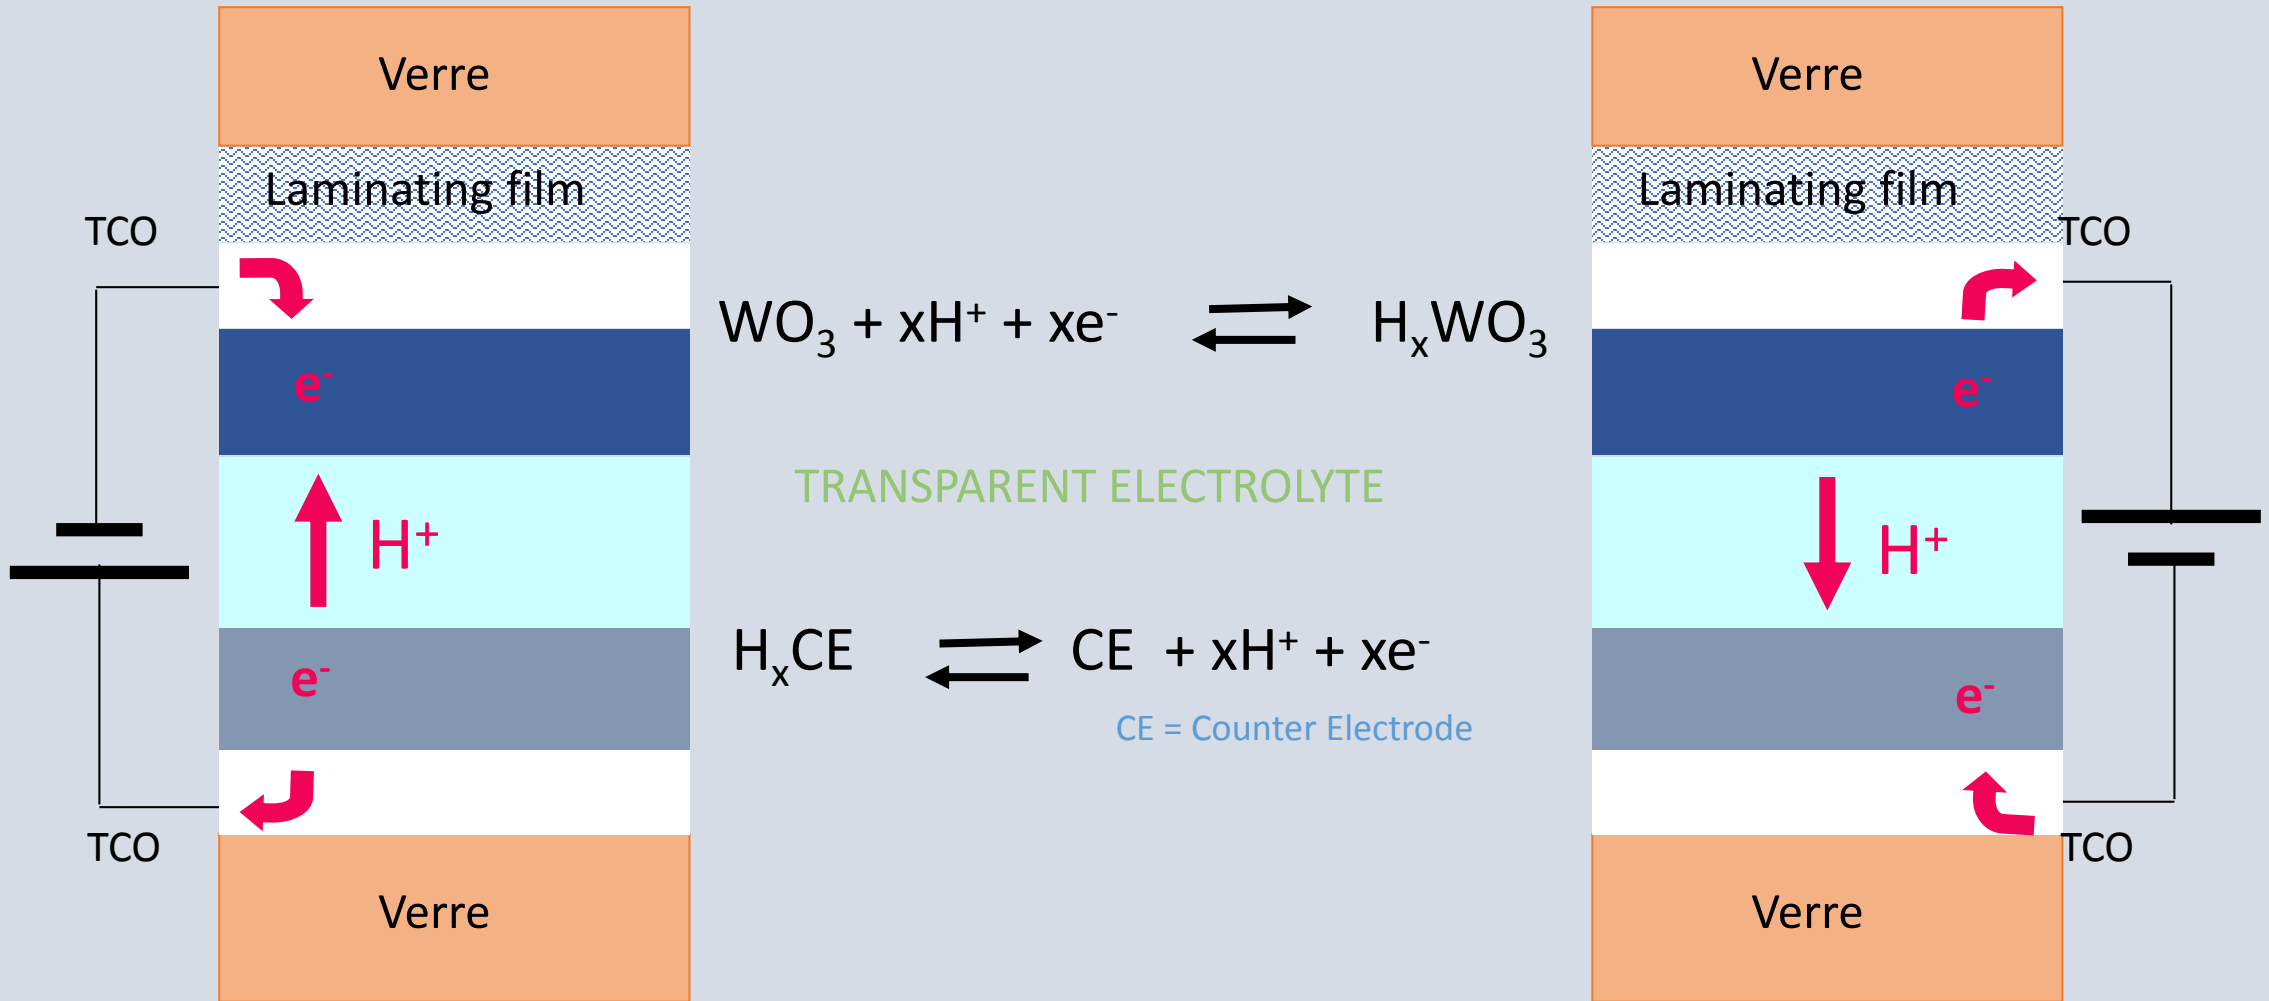 Verre
Verre
Laminating film
Laminating film
TCO
TCO
WO₃ + xH⁺ + xe⁻ ⇄ HₓWO₃
e⁻
e⁻
TRANSPARENT ELECTROLYTE
H⁺
H⁺
HₓCE ⇄ CE + xH⁺ + xe⁻
e⁻
e⁻
CE = Counter Electrode
TCO
TCO
Verre
Verre